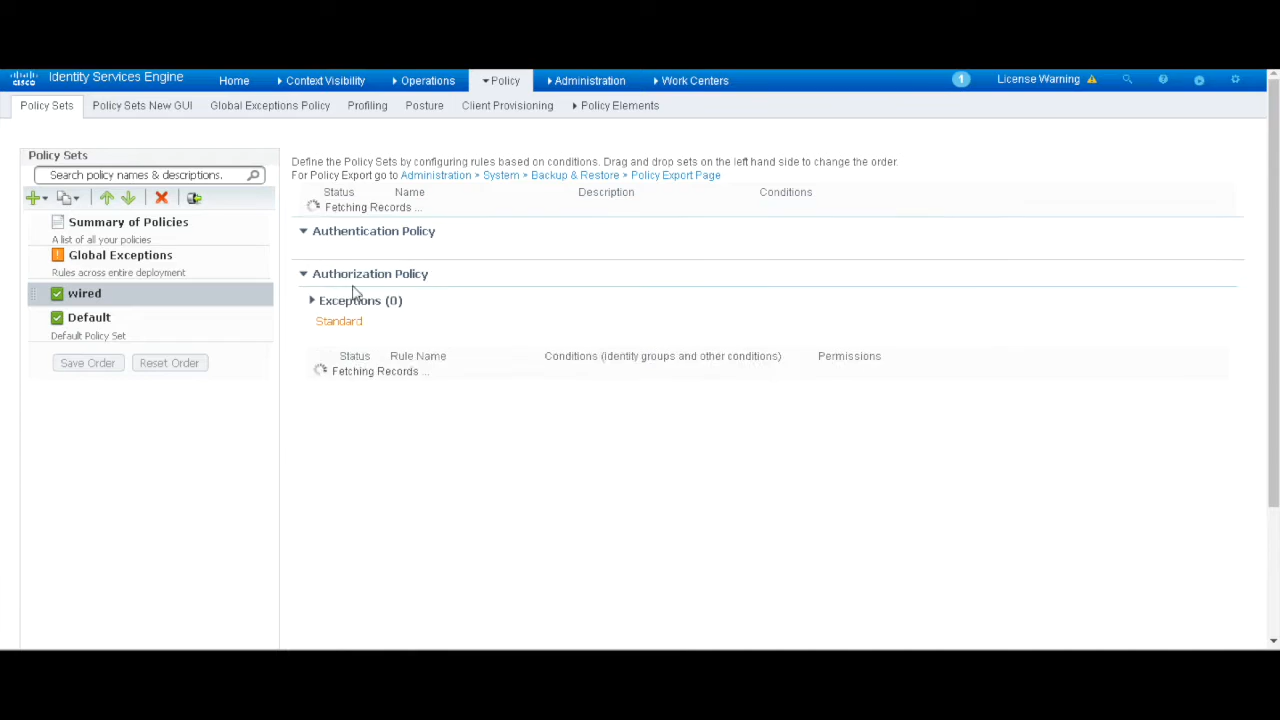 CISCO
Identity Services Engine
Home
Context Visibility
Operations
Policy
Administration
Work Centers
1
License Warning
Policy Sets
Policy Sets New GUI
Global Exceptions Policy
Profiling
Posture
Client Provisioning
Policy Elements
Policy Sets
Search policy names & descriptions.
Summary of Policies
A list of all your policies
Global Exceptions
Rules across entire deployment
wired
Default
Default Policy Set
Save Order
Reset Order
Define the Policy Sets by configuring rules based on conditions. Drag and drop sets on the left hand side to change the order.
For Policy Export go to Administration > System > Backup & Restore > Policy Export Page
Status Name Description Conditions
Fetching Records ...
Authentication Policy
Authorization Policy
Exceptions (0)
Standard
Status Rule Name Conditions (Identity groups and other conditions) Permissions
Fetching Records ...